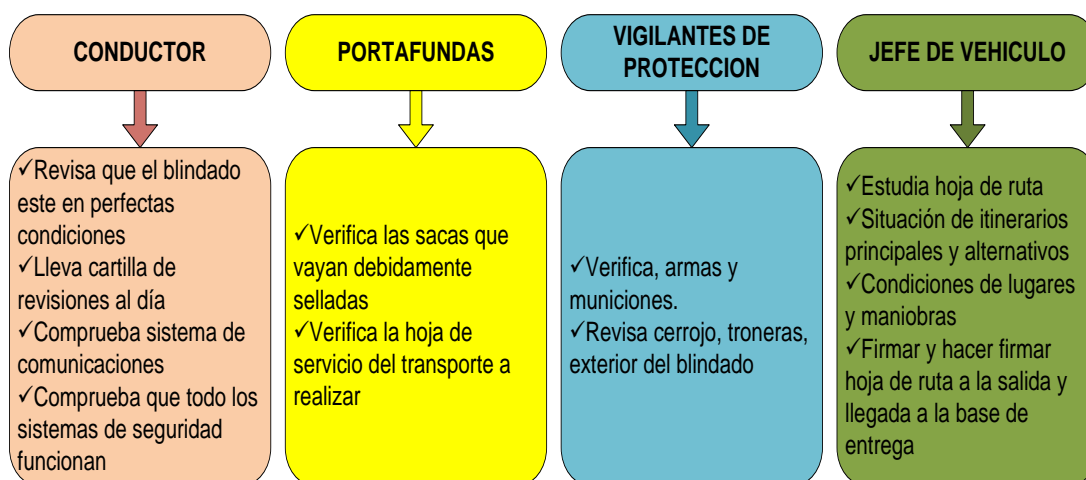 CONDUCTOR
✓Revisa que el blindado
este en perfectas
condiciones
✓Lleva cartilla de
revisiones al día
✓Comprueba sistema de
comunicaciones
✓Comprueba que todo los
sistemas de seguridad
funcionan
PORTAFUNDAS
✓Verifica las sacas que
vayan debidamente
selladas
✓Verifica la hoja de
servicio del transporte a
realizar
VIGILANTES DE
PROTECCION
✓Verifica, armas y
municiones.
✓Revisa cerrojo, troneras,
exterior del blindado
JEFE DE VEHICULO
✓Estudia hoja de ruta
✓Situación de itinerarios
principales y alternativos
✓Condiciones de lugares
y maniobras
✓Firmar y hacer firmar
hoja de ruta a la salida y
llegada a la base de
entrega